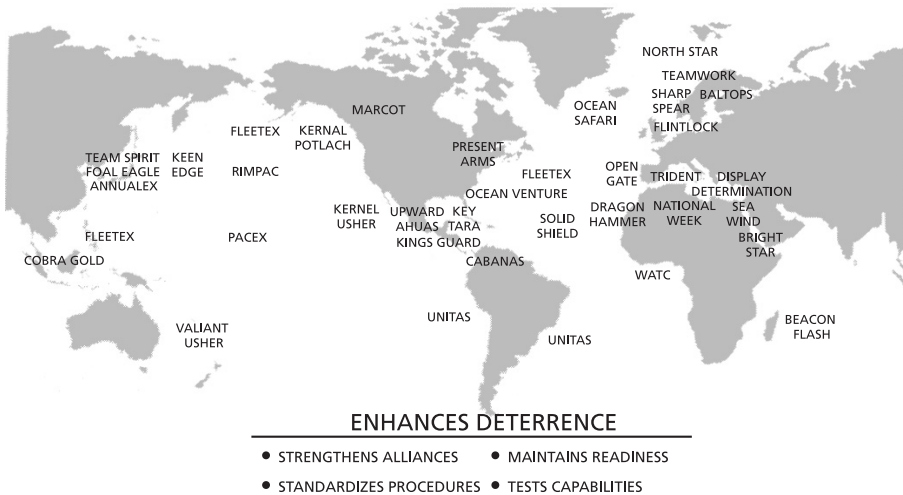 NORTH STAR
TEAMWORK
SHARP
SPEAR
BALTOPS
OCEAN
SAFARI
FLINTLOCK
MARCOT
FLEETEX
KERNAL
POTLACH
PRESENT
ARMS
TEAM SPIRIT
FOAL EAGLE
ANNUALEX
KEEN
EDGE
RIMPAC
FLEETEX
OPEN
GATE
TRIDENT
DISPLAY
DETERMINATION
OCEAN VENTURE
KERNEL
USHER
UPWARD
AHUAS
KEY
TARA
KINGS GUARD
SOLID
SHIELD
DRAGON
HAMMER
NATIONAL
WEEK
SEA
WIND
BRIGHT
STAR
FLEETEX
PACEX
COBRA GOLD
CABANAS
WATC
UNITAS
UNITAS
VALIANT
USHER
BEACON
FLASH
ENHANCES DETERRENCE
• STRENGTHENS ALLIANCES
• MAINTAINS READINESS
• STANDARDIZES PROCEDURES
• TESTS CAPABILITIES